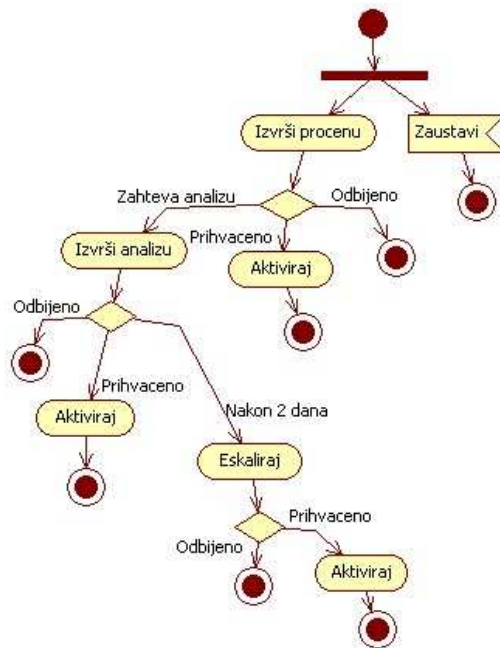 Izvrši procenu
Zaustavi
Zahteva analizu
Odbijeno
Prihvaceno
Izvrši analizu
Aktiviraj
Odbijeno
Prihvaceno
Aktiviraj
Nakon 2 dana
Eskaliraj
Prihvaceno
Odbijeno
Aktiviraj